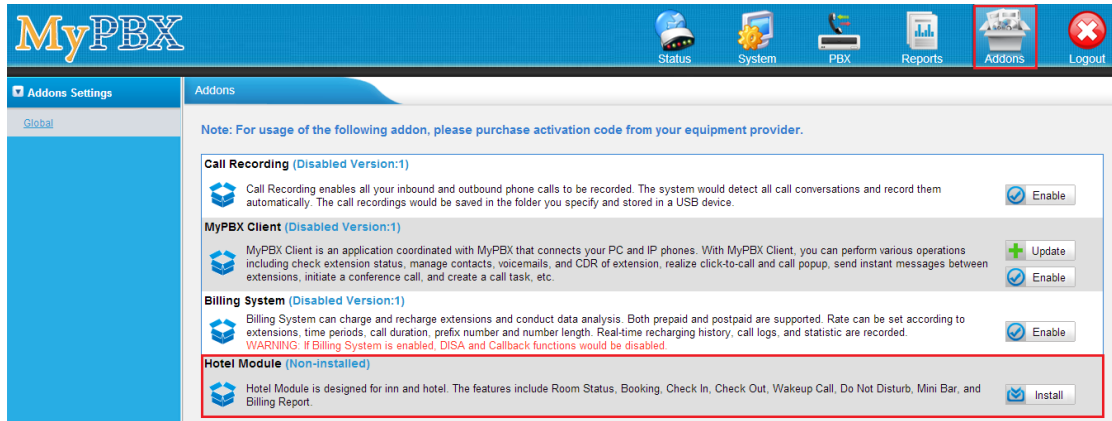 MyPBX
Status
System
PBX
Reports
Addons
Logout
Addons Settings
Addons
Global
Note: For usage of the following addon, please purchase activation code from your equipment provider.
Call Recording (Disabled Version:1)
Call Recording enables all your inbound and outbound phone calls to be recorded. The system would detect all call conversations and record them
automatically. The call recordings would be saved in the folder you specify and stored in a USB device.
Enable
MyPBX Client (Disabled Version:1)
MyPBX Client is an application coordinated with MyPBX that connects your PC and IP phones. With MyPBX Client, you can perform various operations
including check extension status, manage contacts, voicemails, and CDR of extension, realize click-to-call and call popup, send instant messages between
extensions, initiate a conference call, and create a call task, etc.
Update
Enable
Billing System (Disabled Version:1)
Billing System can charge and recharge extensions and conduct data analysis. Both prepaid and postpaid are supported. Rate can be set according to
extensions, time periods, call duration, prefix number and number length. Real-time recharging history, call logs, and statistic are recorded.
WARNING: If Billing System is enabled, DISA and Callback functions would be disabled.
Enable
Hotel Module (Non-installed)
Hotel Module is designed for inn and hotel. The features include Room Status, Booking, Check In, Check Out, Wakeup Call, Do Not Disturb, Mini Bar, and
Billing Report.
Install